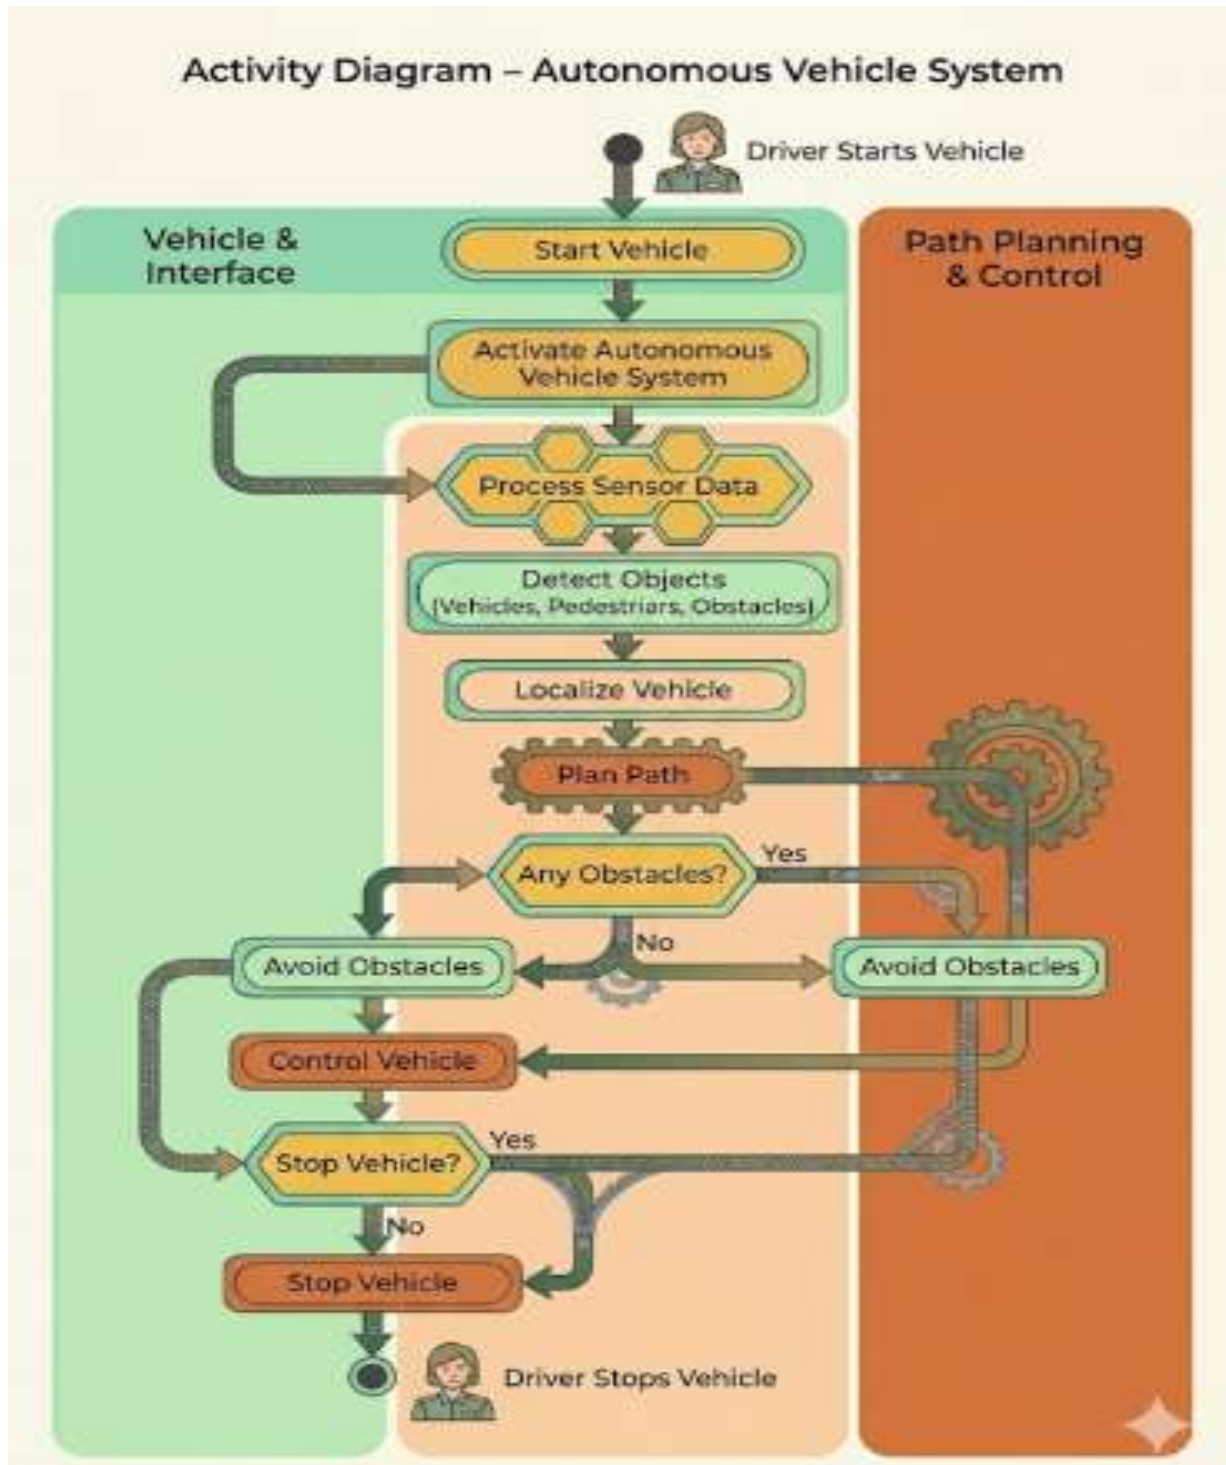 Activity Diagram – Autonomous Vehicle System
Driver Starts Vehicle
Vehicle &
Interface
Start Vehicle
Path Planning
& Control
Activate Autonomous
Vehicle System
Process Sensor Data
Detect Objects
(Vehicles, Pedestriars, Obstacles)
Localize Vehicle
Plan Path
Any Obstacles?
Yes
No
Avoid Obstacles
Avoid Obstacles
Control Vehicle
Stop Vehicle?
Yes
No
Stop Vehicle
Driver Stops Vehicle